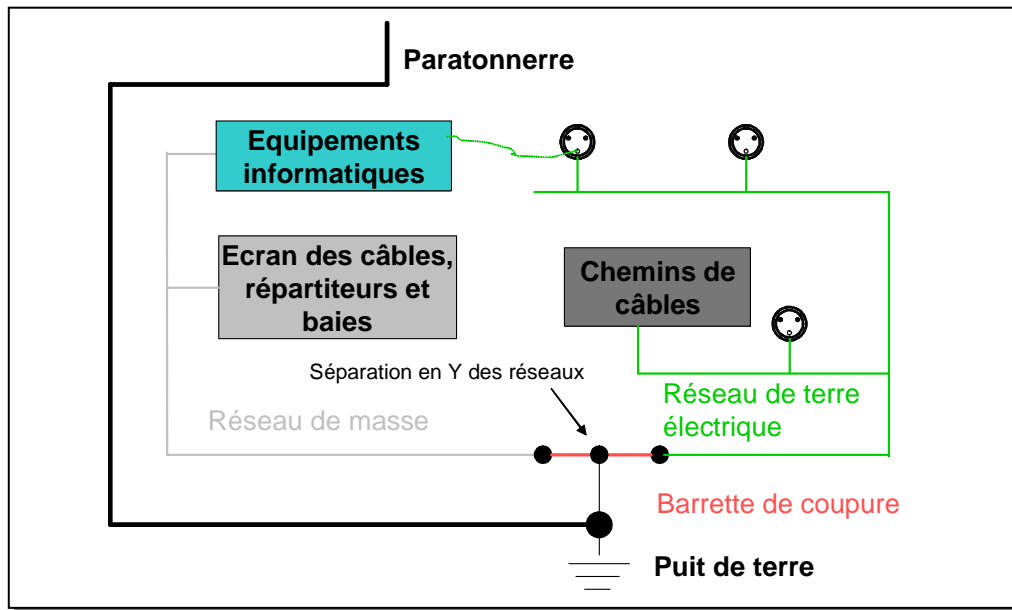 Paratonnerre
Equipements
informatiques
Ecran des câbles,
répartiteurs et
baies
Chemins de
câbles
Séparation en Y des réseaux
Réseau de terre
électrique
Réseau de masse
Barrette de coupure
Puit de terre